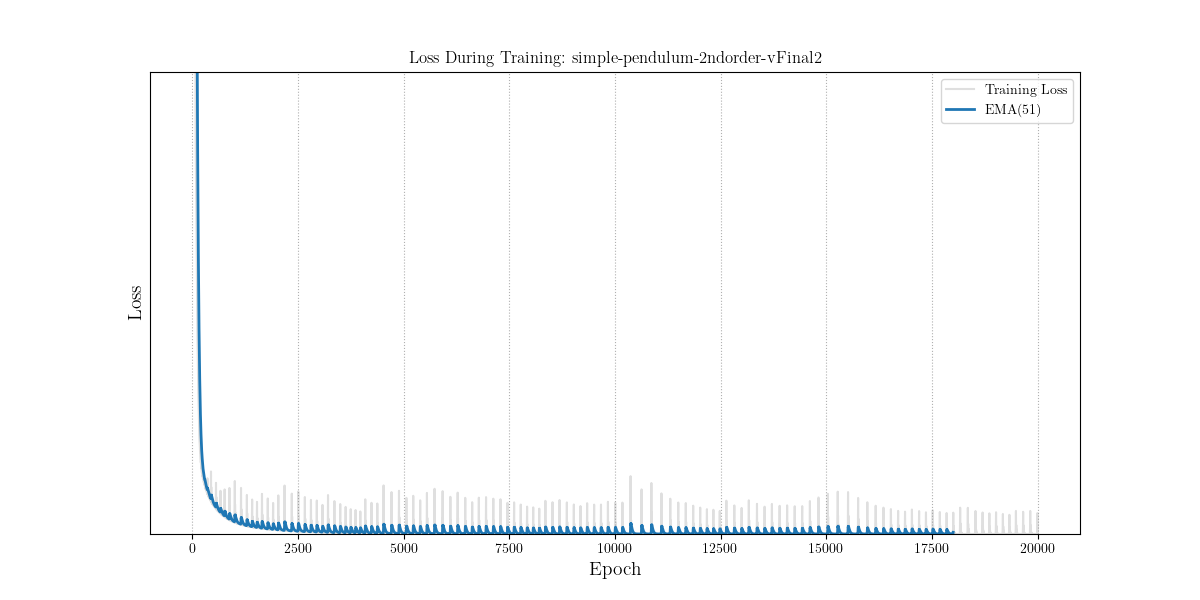 Loss During Training: simple-pendulum-2ndorder-vFinal2
Training Loss
EMA(51)
Loss
0 2500 5000 7500 10000 12500 15000 17500 20000
Epoch